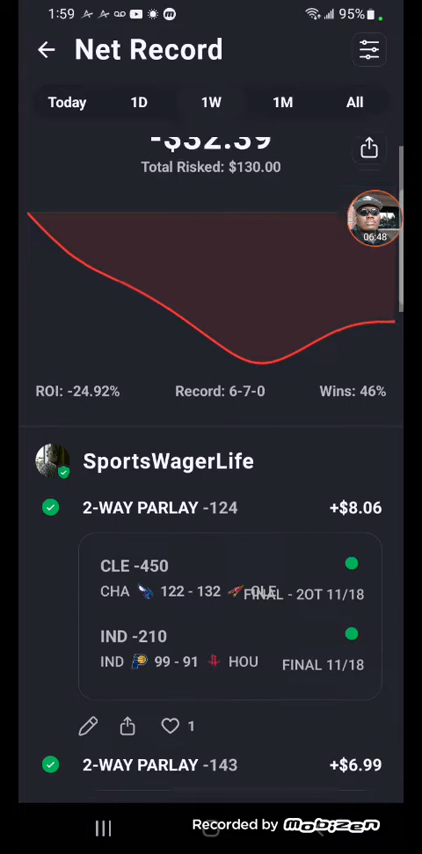 1:59 95%
Net Record
Today 1D 1W 1M All
-$32.39
Total Risked: $130.00
06:48
ROI: -24.92% Record: 6-7-0 Wins: 46%
SportsWagerLife
2-WAY PARLAY -124 +$8.06
CLE -450
CHA 122 - 132 CLE FINAL - 2OT 11/18
IND -210
IND 99 - 91 HOU FINAL 11/18
1
2-WAY PARLAY -143 +$6.99
Recorded by mobizen